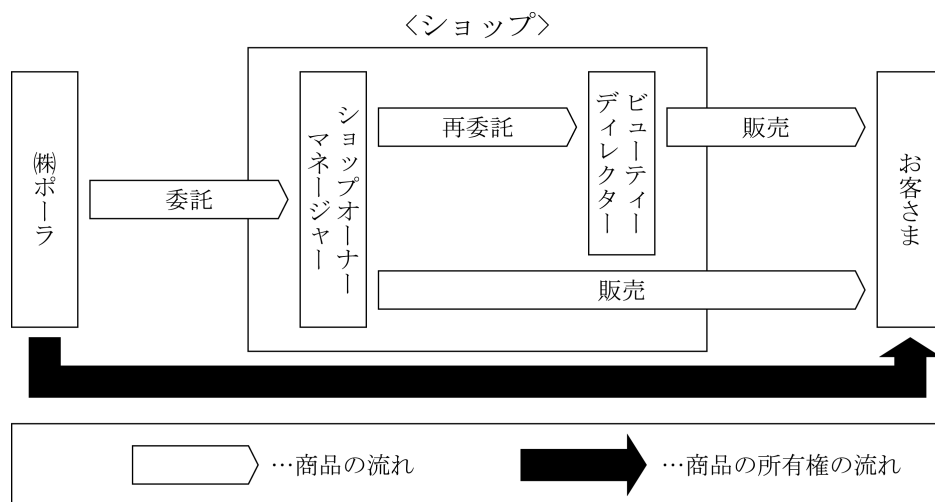 〈ショップ〉
㈱ポーラ
委託
ショップオーナー
マネージャー
再委託
ビューティー
ディレクター
販売
販売
お客さま
…商品の流れ
…商品の所有権の流れ